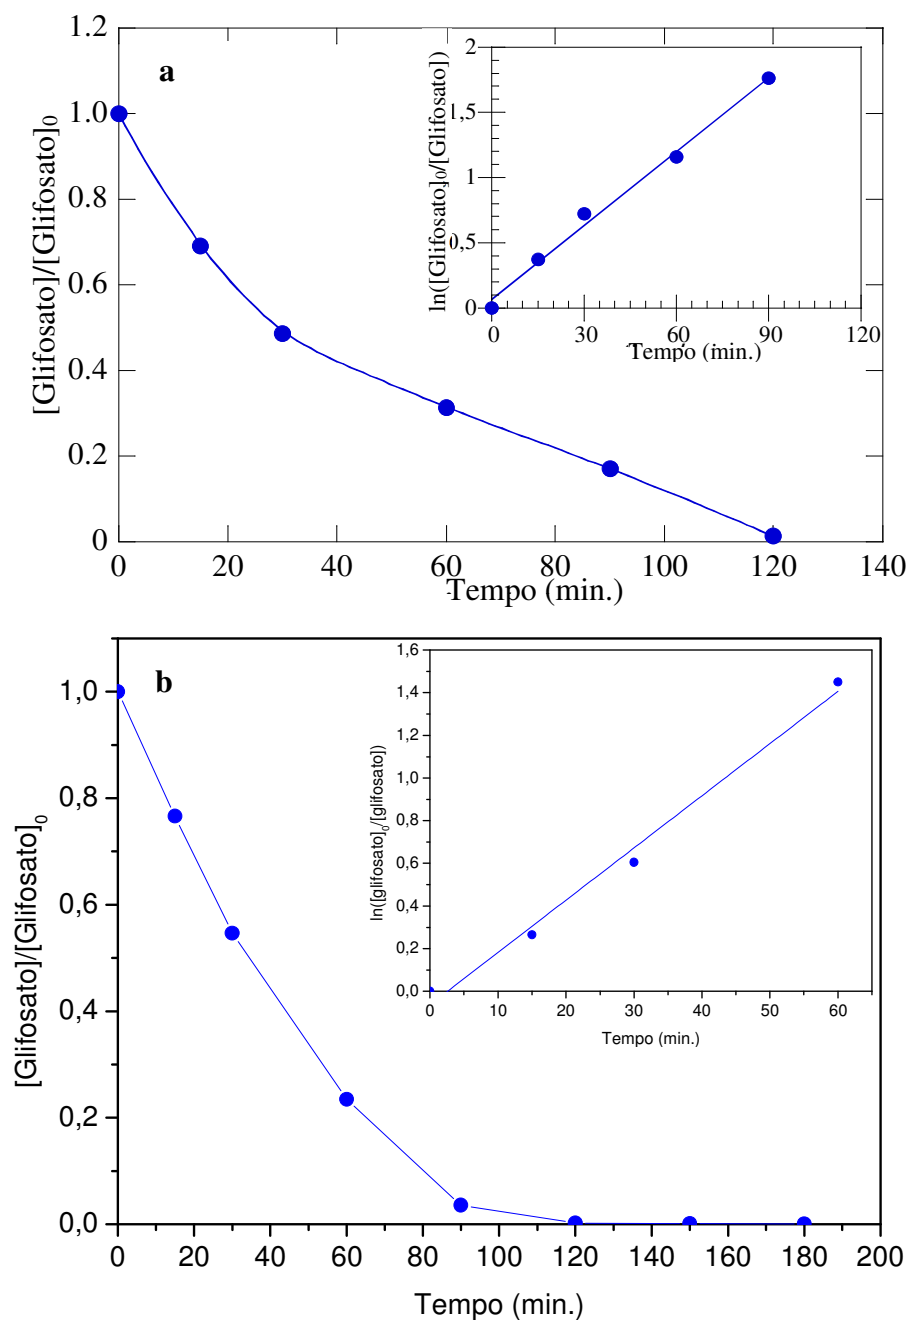 a
[Glifosato]/[Glifosato]0
1.2
1.0
0.8
0.6
0.4
0.2
0
0 20 40 60 80 100 120 140
Tempo (min.)
ln([Glifosato]0/[Glifosato])
2
1,5
1
0,5
0
0 30 60 90 120
Tempo (min.)
b
[Glifosato]/[Glifosato]0
1,0
0,8
0,6
0,4
0,2
0,0
0 20 40 60 80 100 120 140 160 180 200
Tempo (min.)
ln([glifosato]0/[glifosato])
1,6
1,4
1,2
1,0
0,8
0,6
0,4
0,2
0,0
0 10 20 30 40 50 60
Tempo (min.)